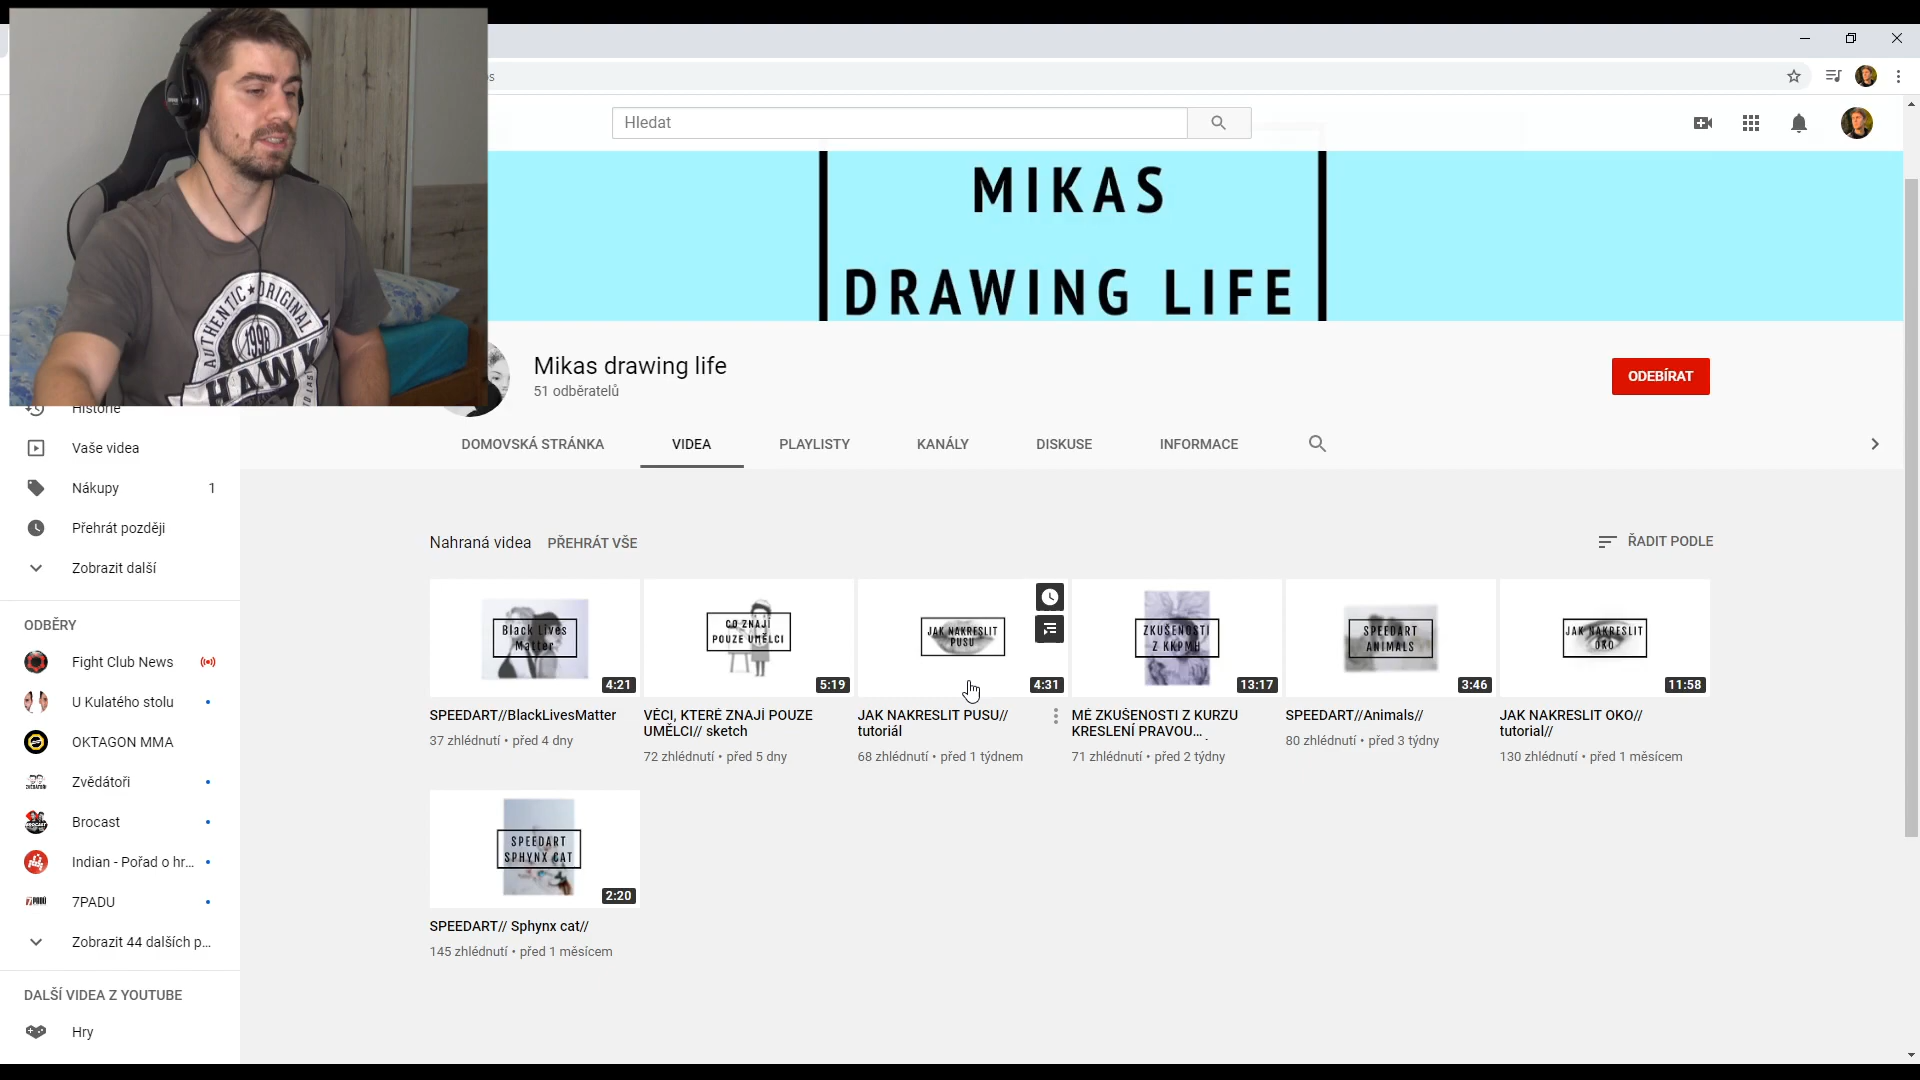 os
Hledat
MIKAS
DRAWING LIFE
AUTHENTIC ★ ORIGINAL
1998
HAWK
Mikas drawing life
51 odběratelů
ODEBÍRAT
DOMOVSKÁ STRÁNKA
VIDEA
PLAYLISTY
KANÁLY
DISKUSE
INFORMACE
Historie
Vaše videa
Nákupy
1
Přehrát později
Zobrazit další
ODBĚRY
Fight Club News
U Kulatého stolu
OKTAGON MMA
Zvědátoři
Brocast
Indian - Pořad o hr...
7PADU
Zobrazit 44 dalších p...
DALŠÍ VIDEA Z YOUTUBE
Hry
Nahraná videa
PŘEHRÁT VŠE
ŘADIT PODLE
Black Lives
Matter
4:21
CO ZNAJÍ
POUZE UMĚLCI
5:19
JAK NAKRESLIT
PUSU
4:31
ZKUŠENOSTI
Z KKPMH
13:17
SPEEDART
ANIMALS
3:46
JAK NAKRESLIT
OKO
11:58
SPEEDART//BlackLivesMatter
37 zhlédnutí • před 4 dny
VĚCI, KTERÉ ZNAJÍ POUZE
UMĚLCI// sketch
72 zhlédnutí • před 5 dny
JAK NAKRESLIT PUSU//
tutoriál
68 zhlédnutí • před 1 týdnem
MÉ ZKUŠENOSTI Z KURZU
KRESLENÍ PRAVOU...
71 zhlédnutí • před 2 týdny
SPEEDART//Animals//
80 zhlédnutí • před 3 týdny
JAK NAKRESLIT OKO//
tutorial//
130 zhlédnutí • před 1 měsícem
SPEEDART
SPHYNX CAT
2:20
SPEEDART// Sphynx cat//
145 zhlédnutí • před 1 měsícem